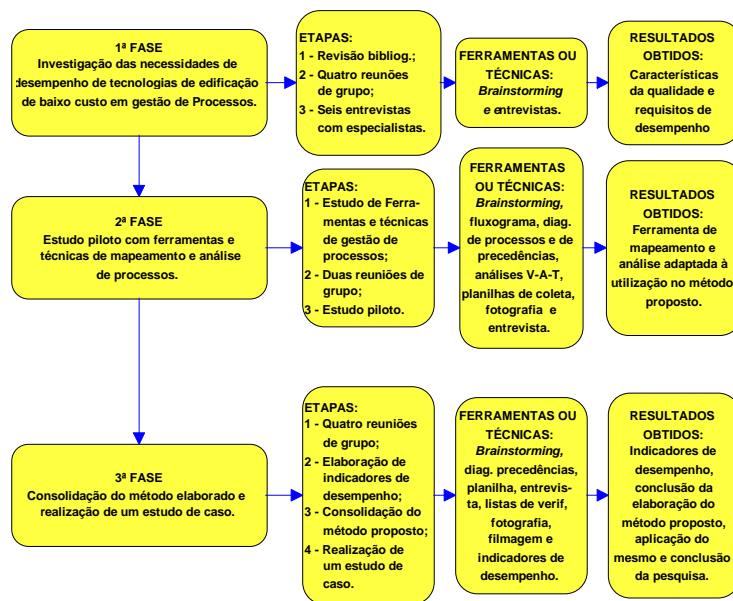 1ª FASE
Investigação das necessidades de
desempenho de tecnologias de edificação
de baixo custo em gestão de Processos.
ETAPAS:
1 - Revisão bibliog.;
2 - Quatro reuniões
de grupo;
3 - Seis entrevistas
com especialistas.
FERRAMENTAS OU
TÉCNICAS:
Brainstorming
e entrevistas.
RESULTADOS
OBTIDOS:
Características
da qualidade e
requisitos de
desempenho
2ª FASE
Estudo piloto com ferramentas e
técnicas de mapeamento e análise
de processos.
ETAPAS:
1 - Estudo de Ferra-
mentas e técnicas
de gestão de
processos;
2 - Duas reuniões de
grupo;
3 - Estudo piloto.
FERRAMENTAS
OU TÉCNICAS:
Brainstorming,
fluxograma, diag.
de processos e de
precedências,
análises V-A-T,
planilhas de coleta,
fotografia e
entrevista.
RESULTADOS
OBTIDOS:
Ferramenta de
mapeamento e
análise adaptada à
utilização no método
proposto.
3ª FASE
Consolidação do método elaborado e
realização de um estudo de caso.
ETAPAS:
1 - Quatro reuniões
de grupo;
2 - Elaboração de
indicadores de
desempenho;
3 - Consolidação do
método proposto;
4 - Realização de
um estudo de
caso.
FERRAMENTAS OU
TÉCNICAS:
Brainstorming,
diag. precedências,
planilha, entrevis-
ta, listas de verif,
fotografia,
filmagem e
indicadores de
desempenho.
RESULTADOS
OBTIDOS:
Indicadores de
desempenho,
conclusão da
elaboração do
método proposto,
aplicação do
mesmo e conclusão
da pesquisa.